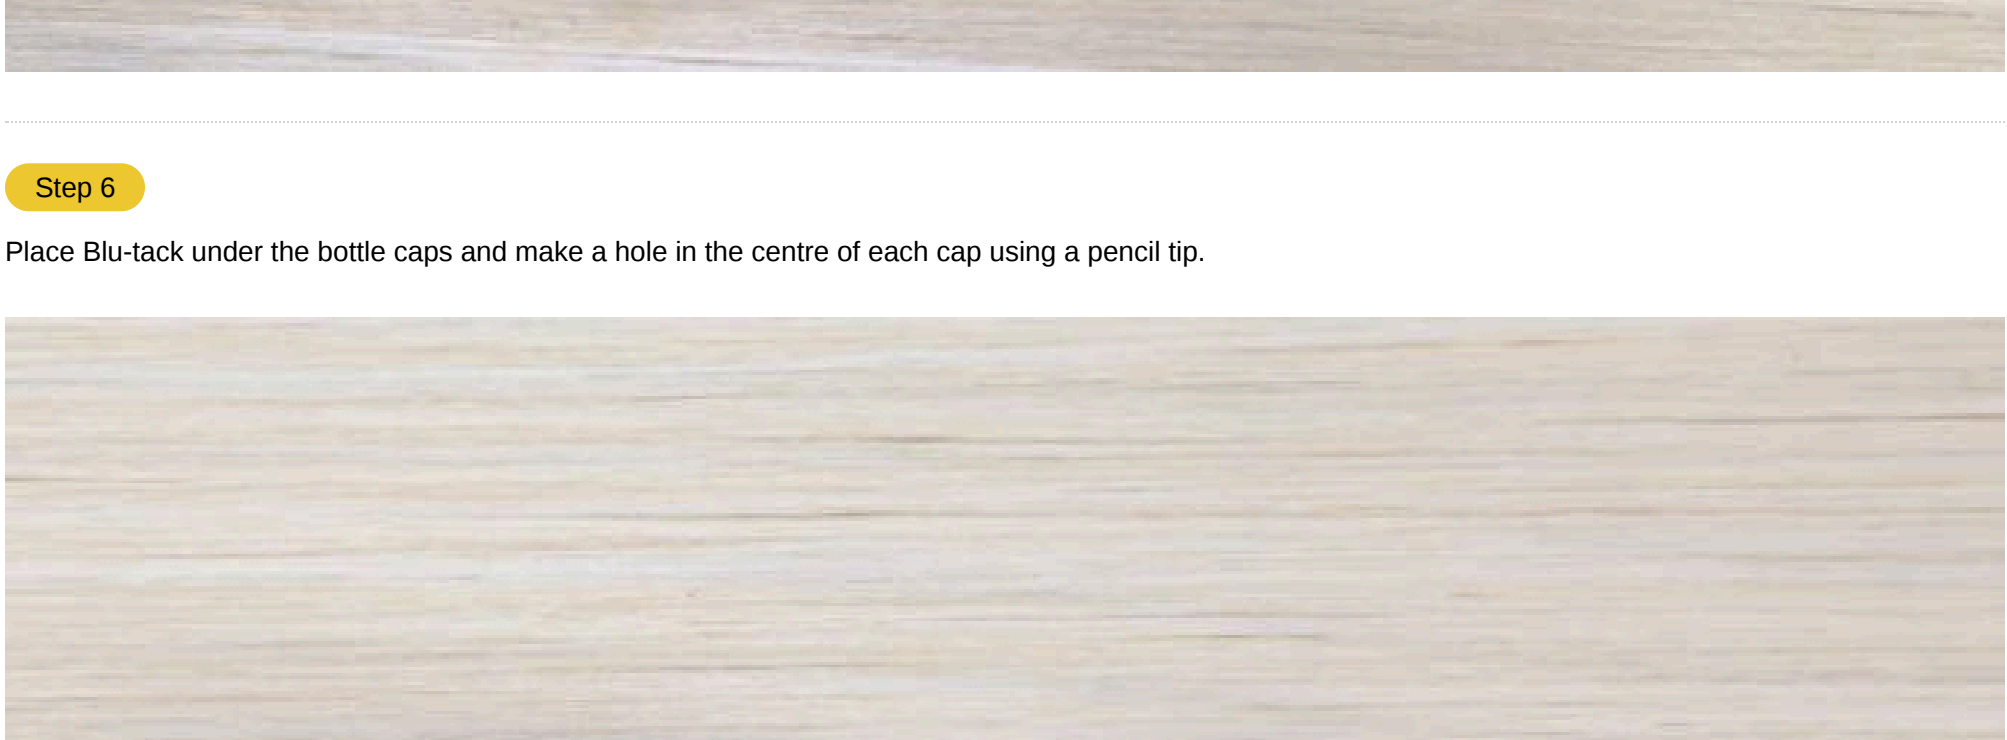 Step 6
Place Blu-tack under the bottle caps and make a hole in the centre of each cap using a pencil tip.